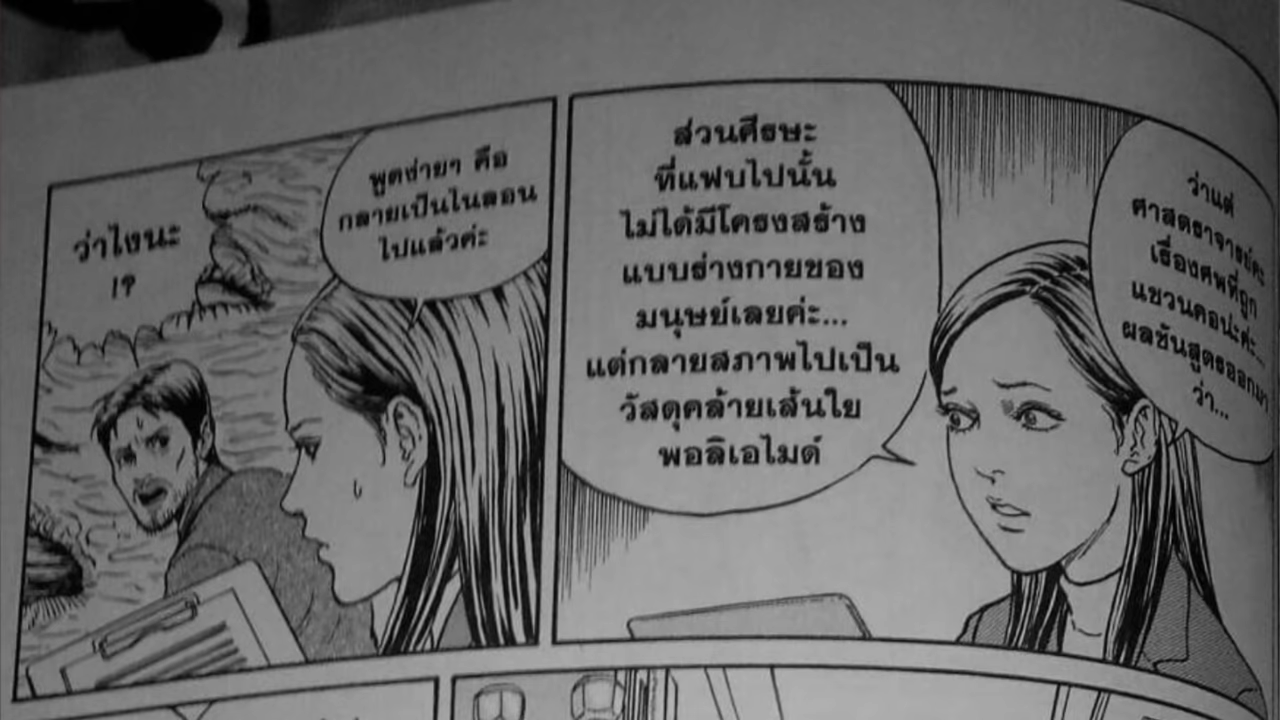 ว่าแต่
ศาสตราจารย์คะ
เรื่องศพที่ถูก
แขวนคอน่ะค่ะ...
ผลชันสูตรออกมา
ว่า...
ส่วนศีรษะ
ที่แฟบไปนั้น
ไม่ได้มีโครงสร้าง
แบบร่างกายของ
มนุษย์เลยค่ะ...
แต่กลายสภาพไปเป็น
วัสดุคล้ายเส้นใย
พอลิเอไมด์
พูดง่ายๆ คือ
กลายเป็นไนลอน
ไปแล้วค่ะ
ว่าไงนะ
!?